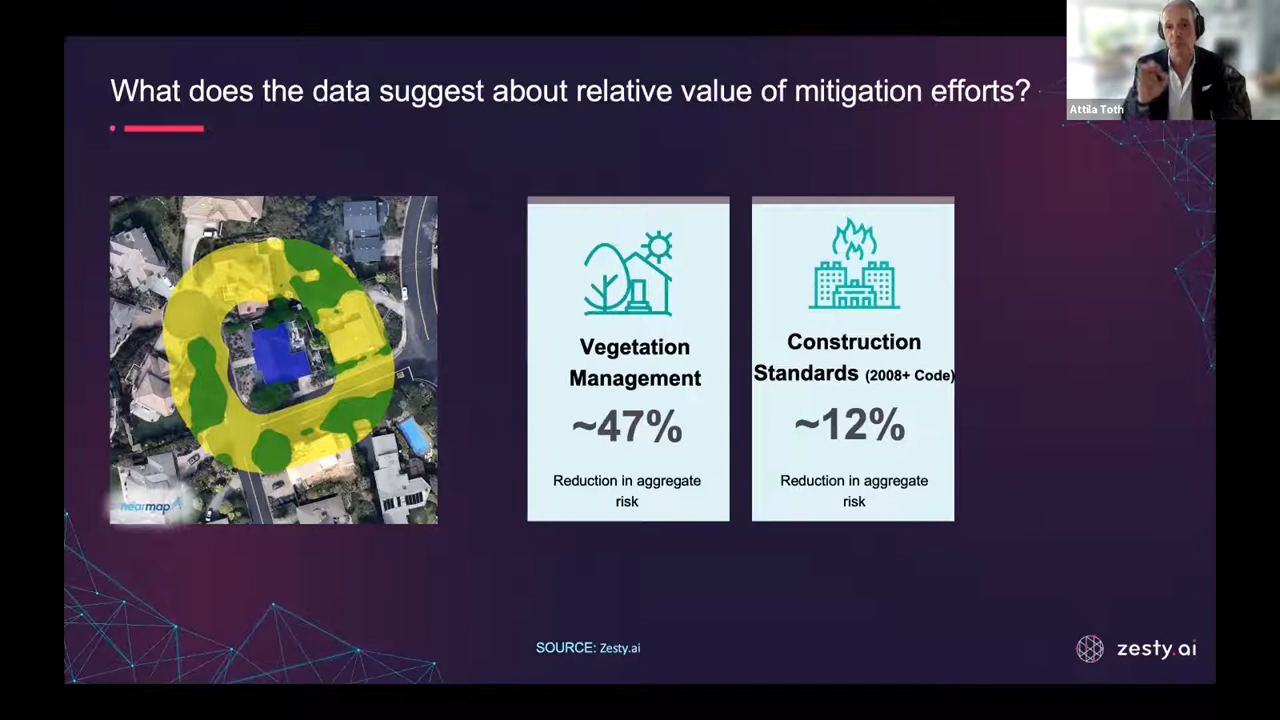 What does the data suggest about relative value of mitigation efforts?
Attila Toth
nearmap
Vegetation
Management
~47%
Reduction in aggregate
risk
Construction
Standards (2008+ Code)
~12%
Reduction in aggregate
risk
SOURCE: Zesty.ai
zesty.ai